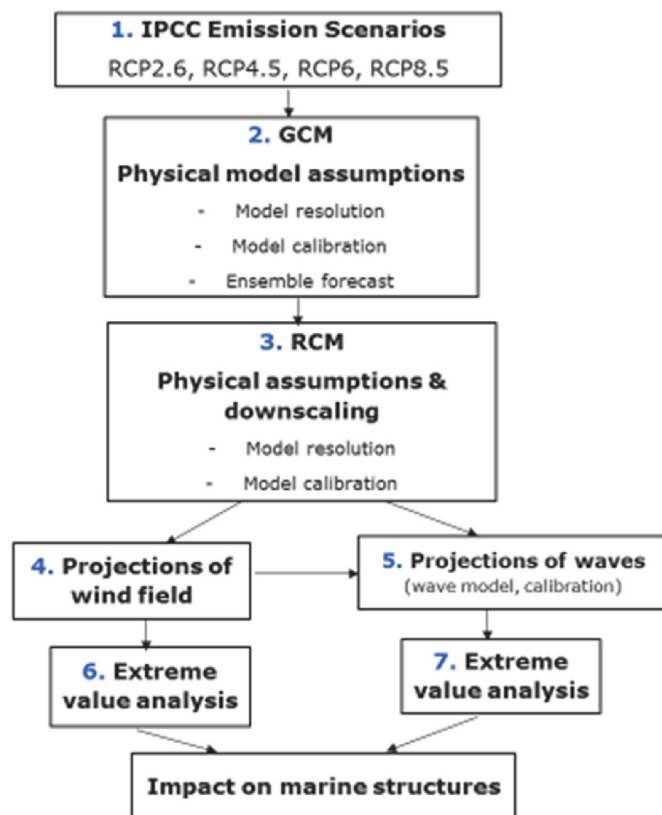 1. IPCC Emission Scenarios
RCP2.6, RCP4.5, RCP6, RCP8.5
2. GCM
Physical model assumptions
- Model resolution
- Model calibration
- Ensemble forecast
3. RCM
Physical assumptions &
downscaling
- Model resolution
- Model calibration
4. Projections of
wind field
5. Projections of waves
(wave model, calibration)
6. Extreme
value analysis
7. Extreme
value analysis
Impact on marine structures